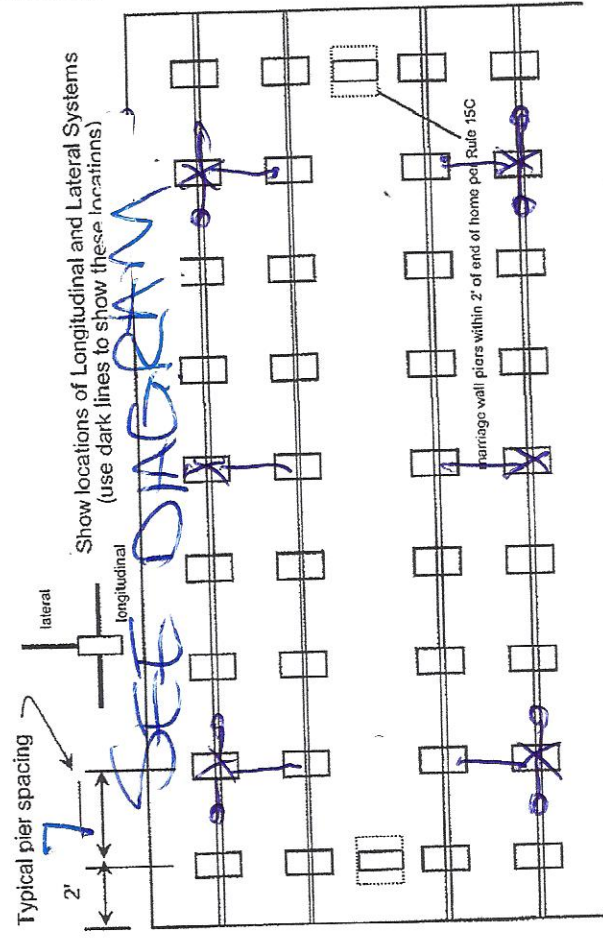 Typical pier spacing
2'
7
lateral
longitudinal
Show locations of Longitudinal and Lateral Systems
(use dark lines to show these locations)
SEE DIAGRAM
marriage wall piers within 2' of end of home per Rule 15C